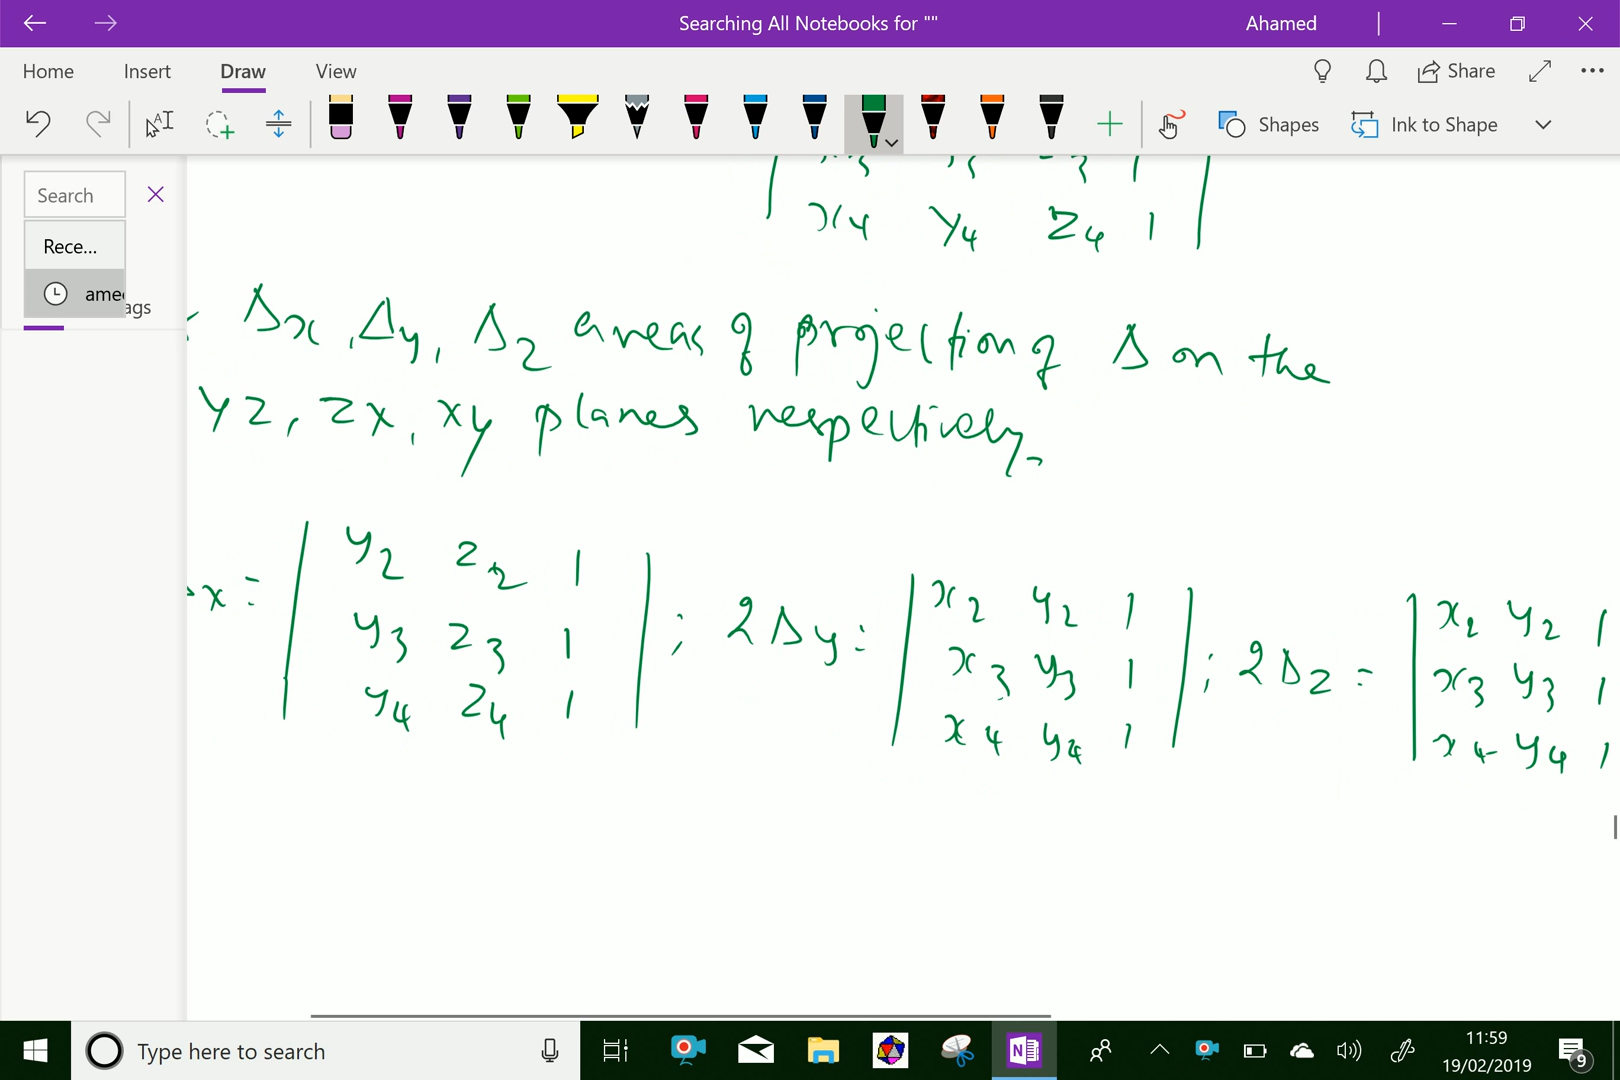 Searching All Notebooks for ""
Ahamed
Home Insert Draw View
Share
Shapes
Ink to Shape
Search
Rece...
ame
ags
x4 y4 z4 1
Δx, Δy, Δz areas of projection of Δ on the
yz, zx, xy planes respectively.
x = | y2 z2 1 | ; 2Δy = | x2 y2 1 | ; 2Δz = | x2 y2 1
y3 z3 1 x3 y3 1 x3 y3 1
y4 z4 1 x4 y4 1 x4 y4 1
Type here to search
11:59
19/02/2019
9